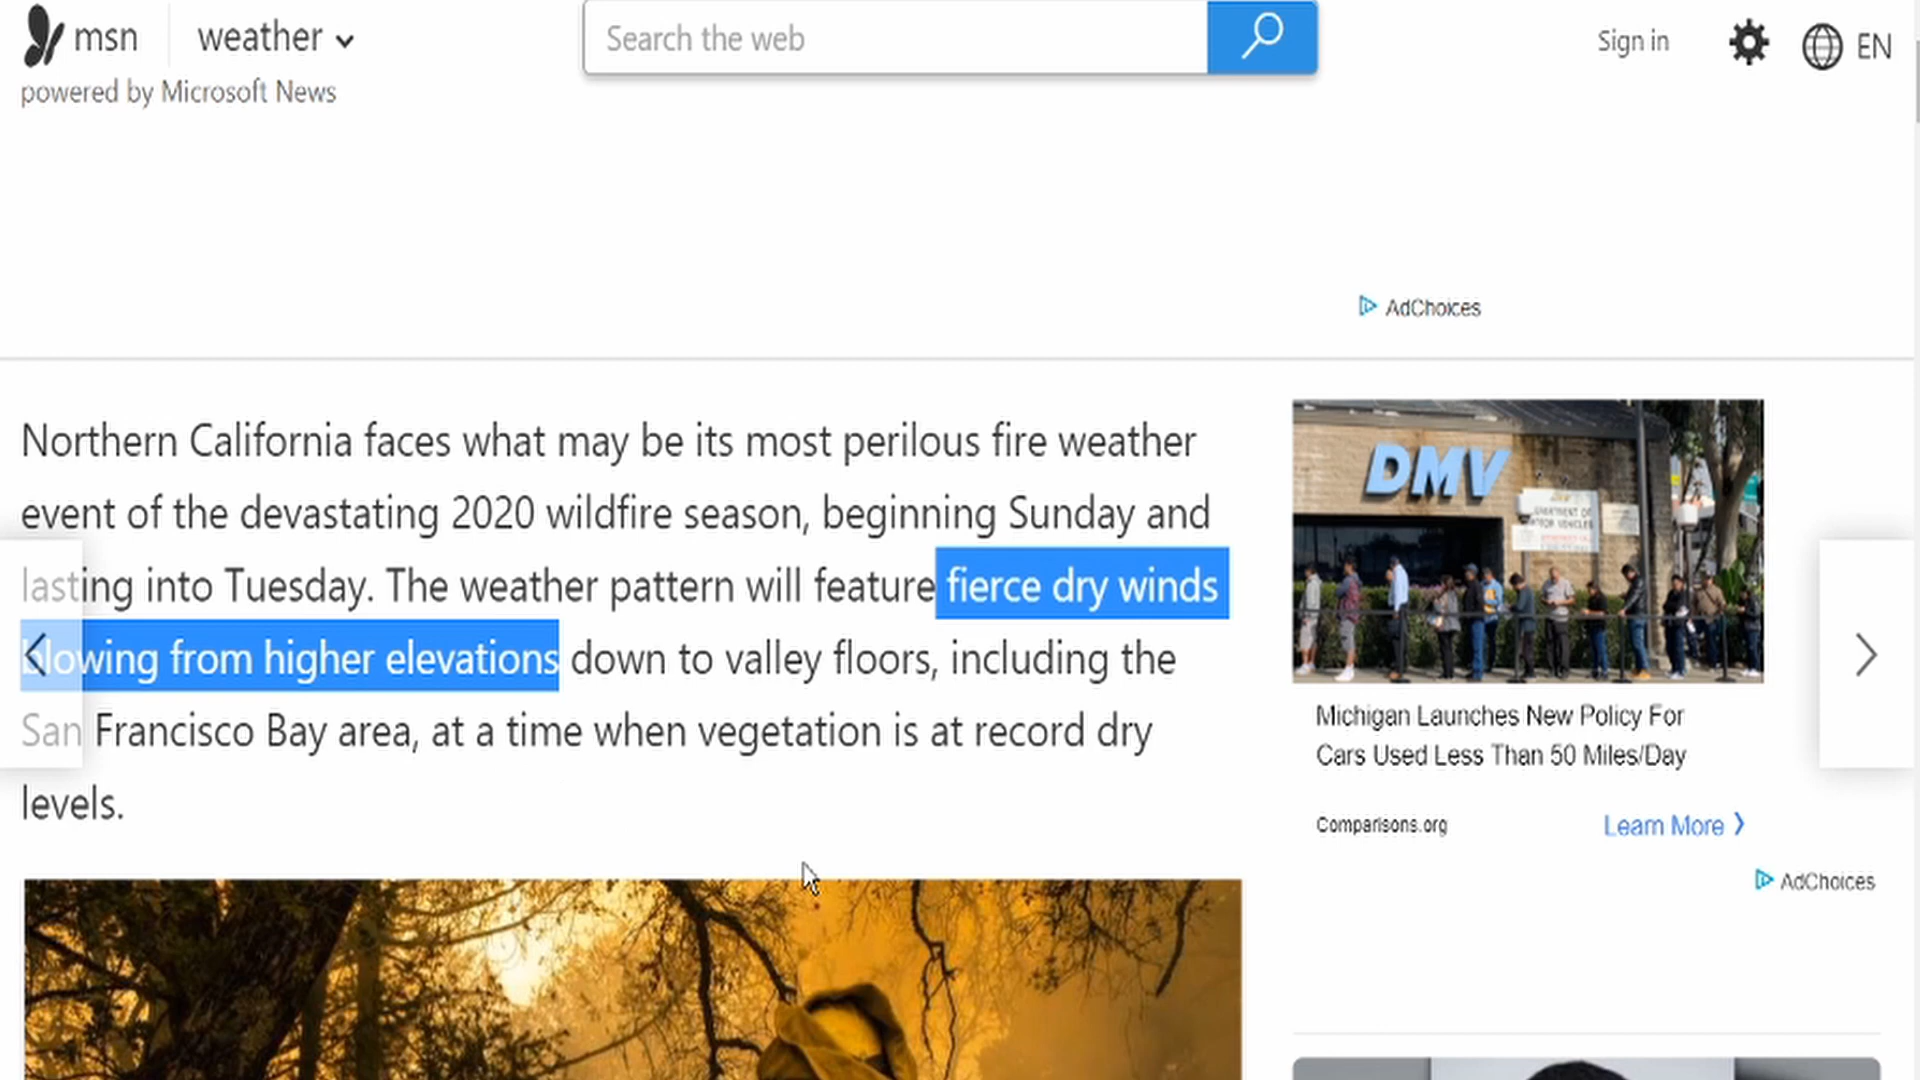 msn
weather
Search the web
Sign in
EN
powered by Microsoft News
AdChoices
Northern California faces what may be its most perilous fire weather
event of the devastating 2020 wildfire season, beginning Sunday and
lasting into Tuesday. The weather pattern will feature fierce dry winds
blowing from higher elevations down to valley floors, including the
San Francisco Bay area, at a time when vegetation is at record dry
levels.
DMV
Michigan Launches New Policy For
Cars Used Less Than 50 Miles/Day
Comparisons.org
Learn More
AdChoices